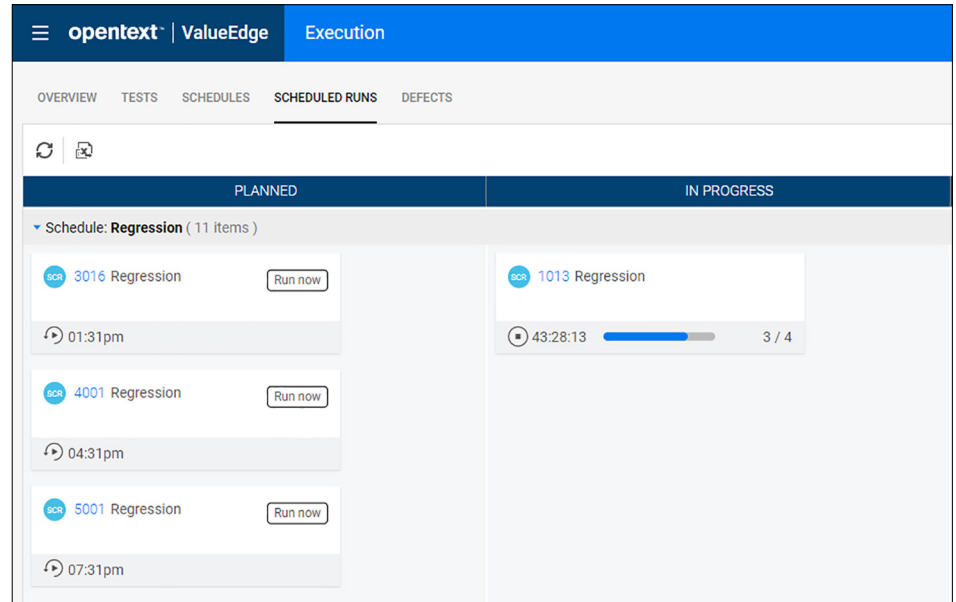 opentext™ | ValueEdge Execution
OVERVIEW TESTS SCHEDULES SCHEDULED RUNS DEFECTS
PLANNED IN PROGRESS
Schedule: Regression ( 11 items )
SCR 3016 Regression Run now
01:31pm
SCR 1013 Regression
43:28:13 3 / 4
SCR 4001 Regression Run now
04:31pm
SCR 5001 Regression Run now
07:31pm